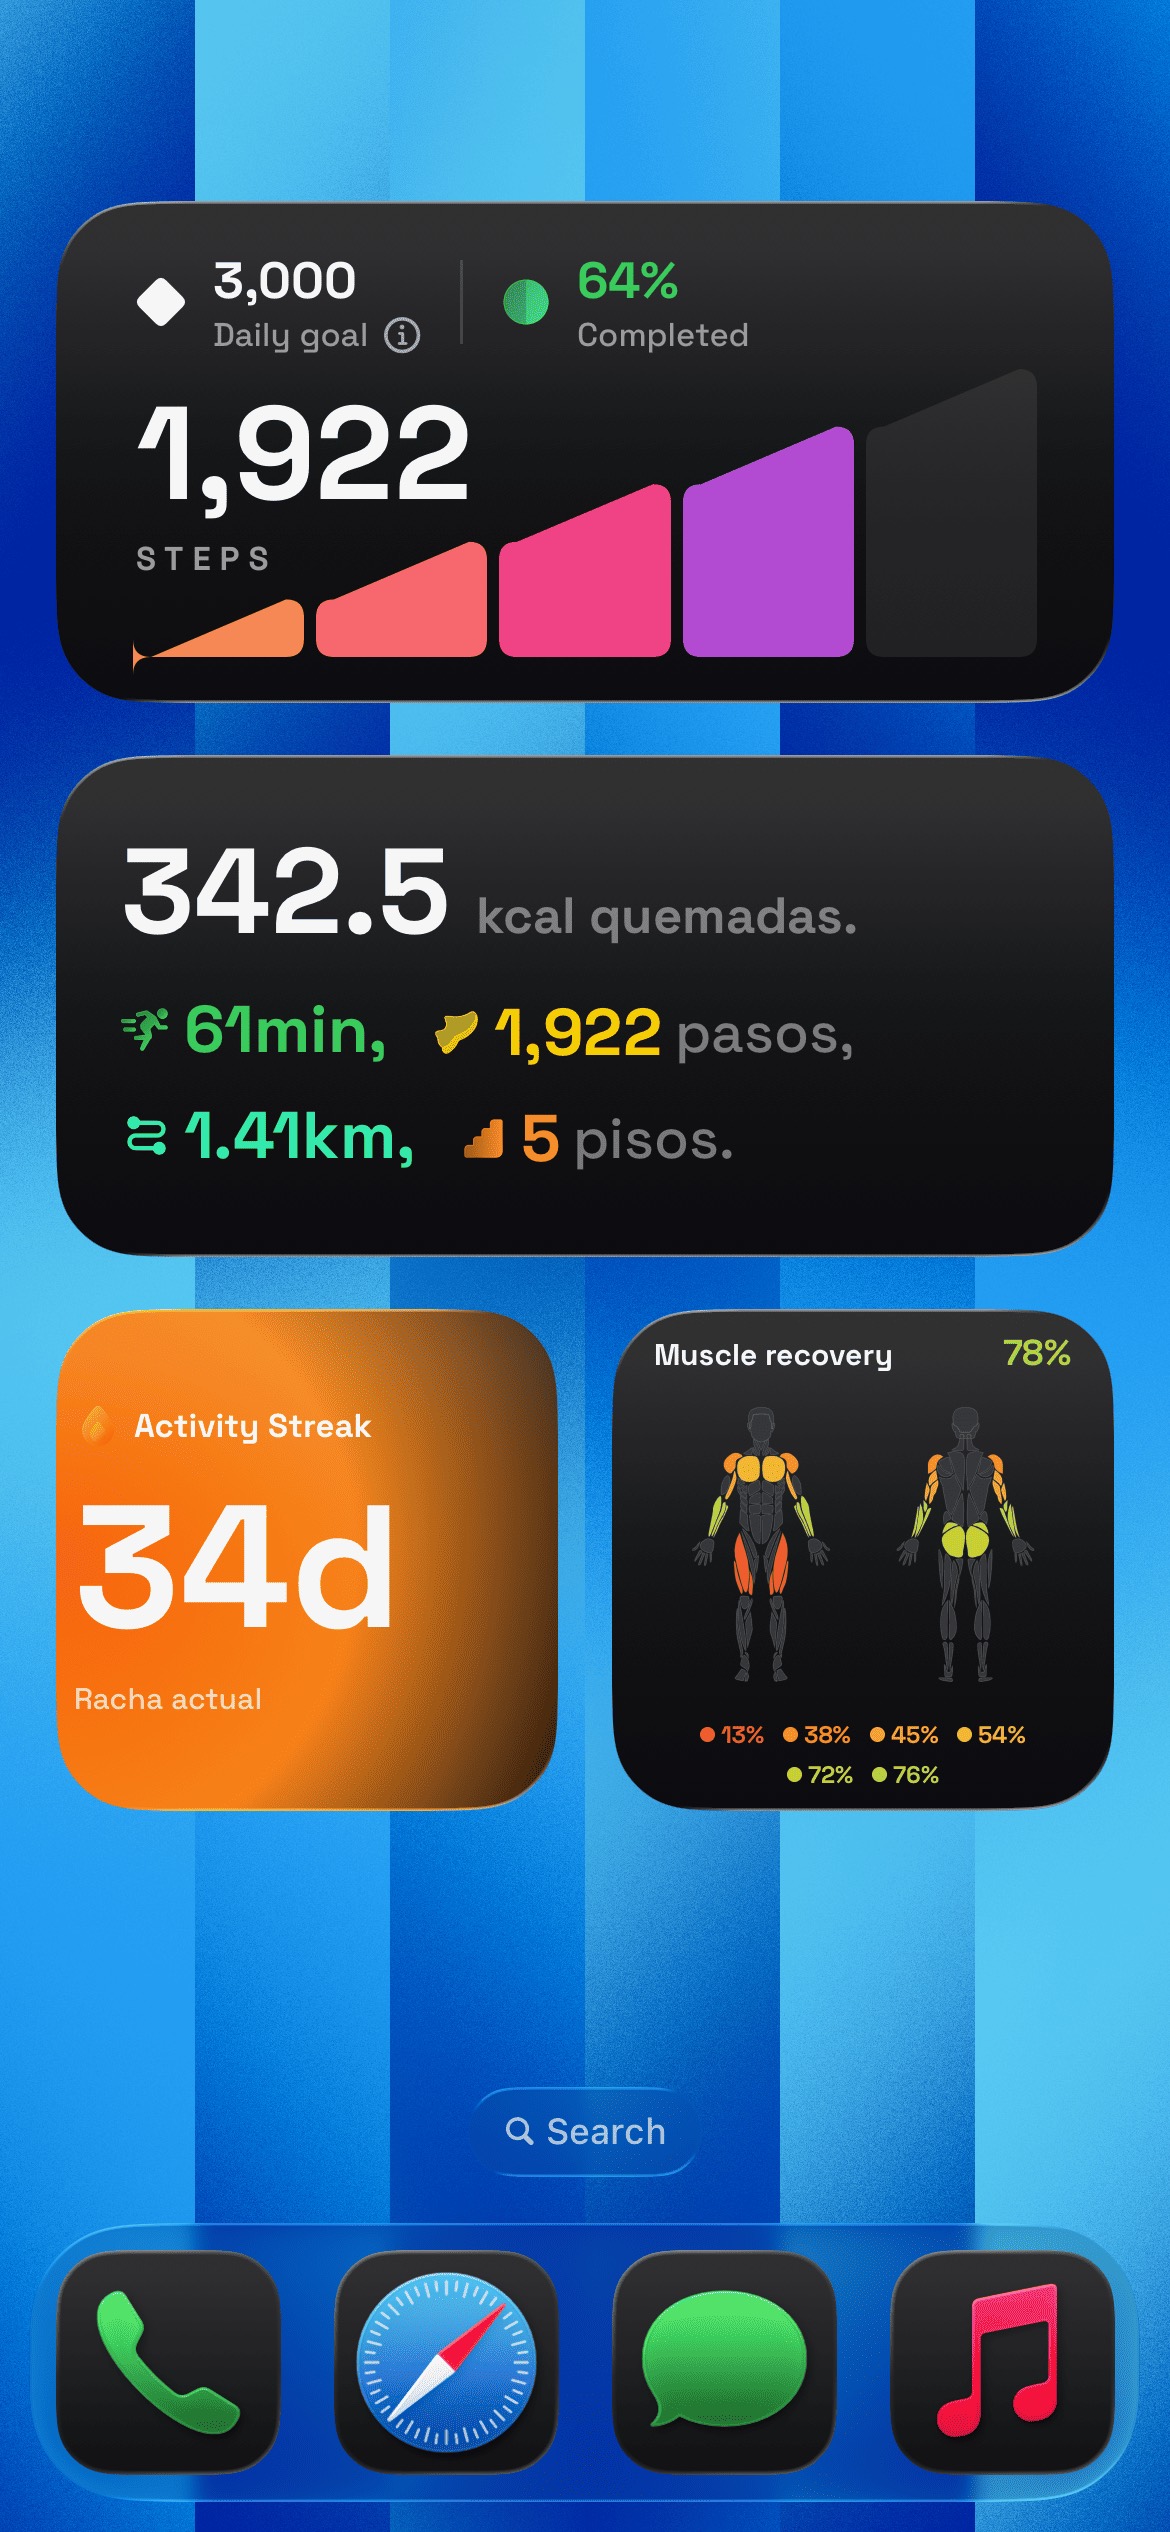 3,000
Daily goal
64%
Completed
1,922
STEPS
342.5 kcal quemadas.
61min, 1,922 pasos,
1.41km, 5 pisos.
Activity Streak
34d
Racha actual
Muscle recovery 78%
13% 38% 45% 54%
72% 76%
Search